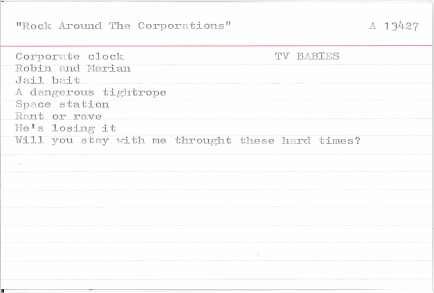 "Rock Around The Corporations" A 13427
Corporate clock TV BABIES
Robin and Marian
Jail bait
A dangerous tightrope
Space station
Rant or rave
He's losing it
Will you stay with me throught these hard times?